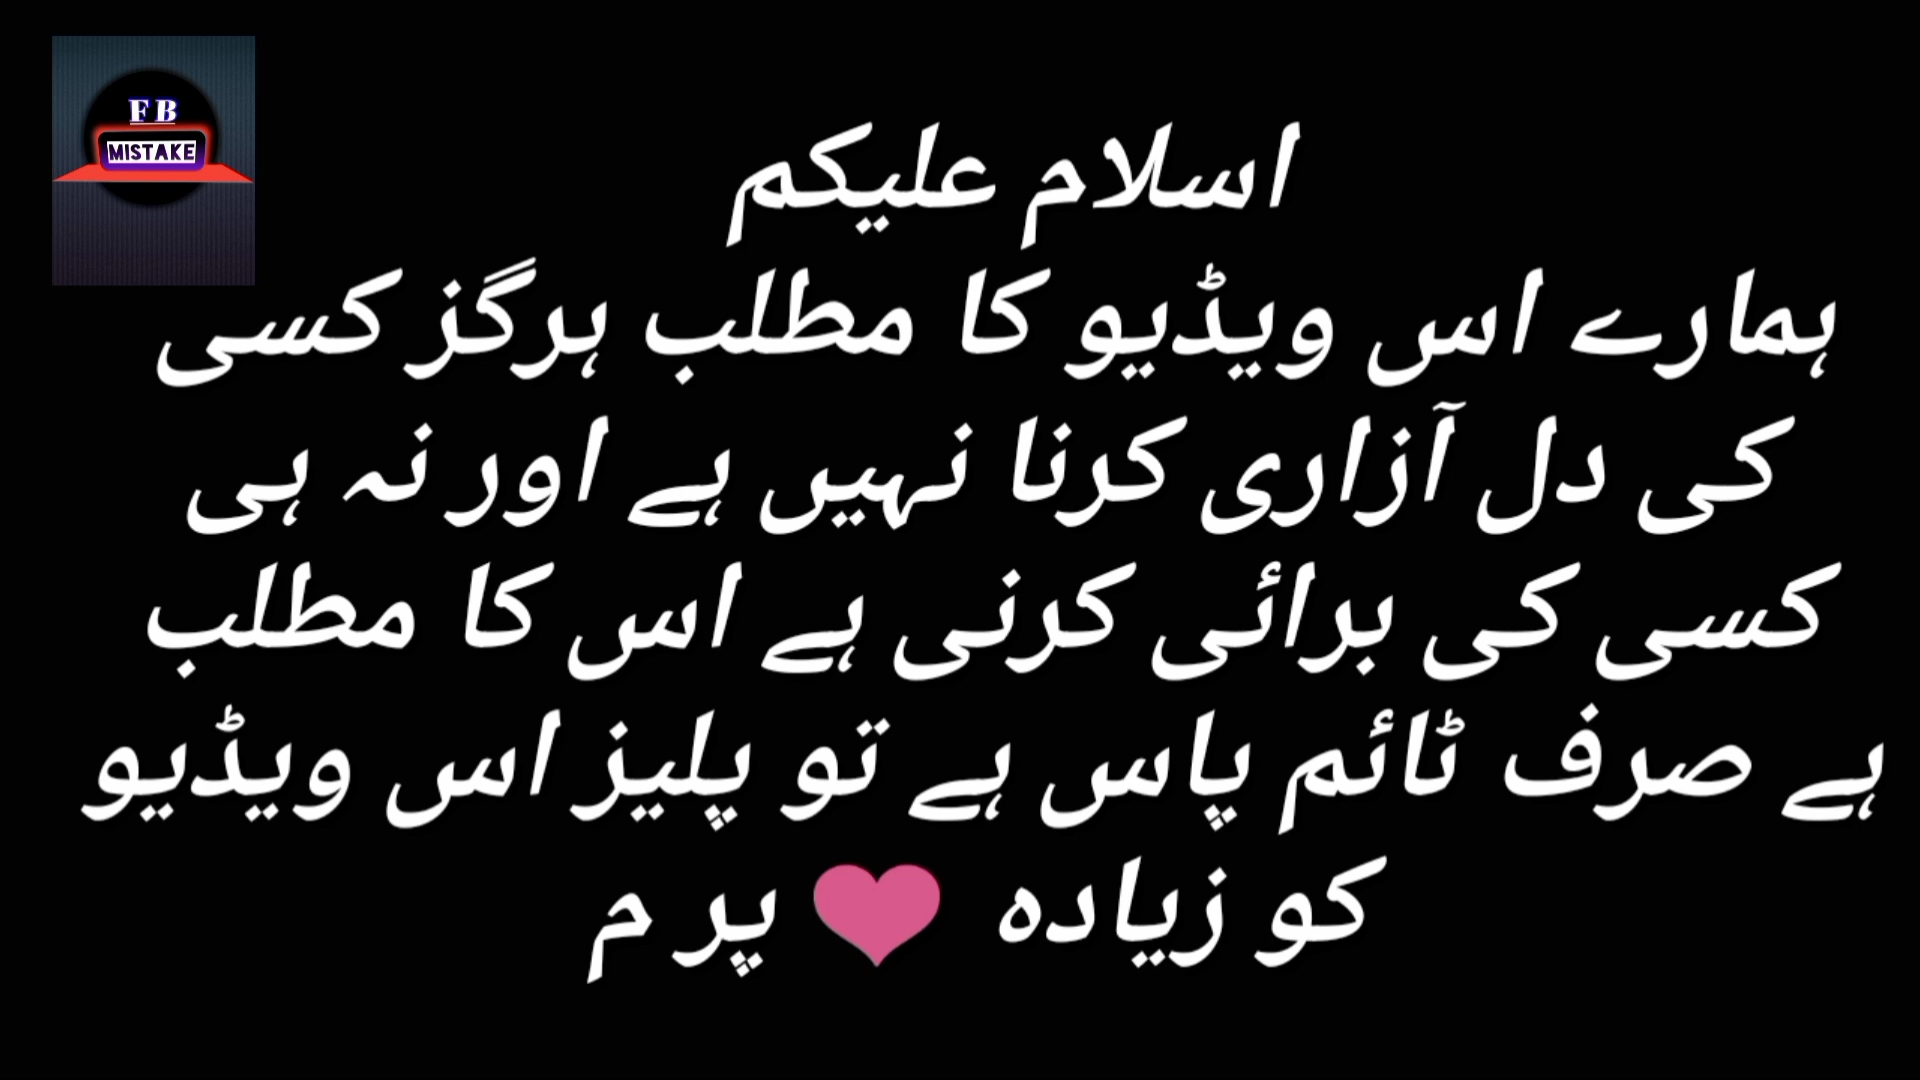 F B
MISTAKE
اسلام علیکم
ہمارے اس ویڈیو کا مطلب ہرگز کسی
کی دل آزاری کرنا نہیں ہے اور نہ ہی
کسی کی برائی کرنی ہے اس کا مطلب
ہے صرف ٹائم پاس ہے تو پلیز اس ویڈیو
کو زیادہ ❤ پر م